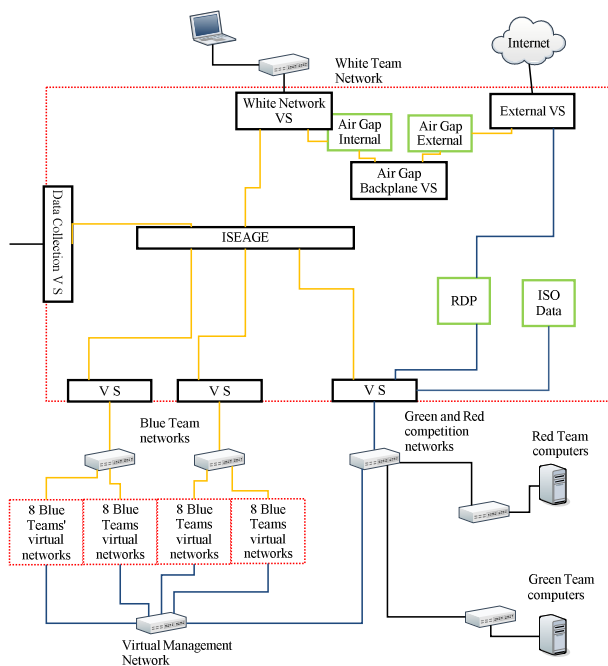 White Team
Network
Internet
White Network
VS
Air Gap
Internal
Air Gap
External
External VS
Air Gap
Backplane VS
Data Collection V S
ISEAGE
RDP
ISO
Data
V S
V S
V S
Blue Team
networks
Green and Red
competition
networks
Red Team
computers
8 Blue
Teams'
virtual
networks
8 Blue
Teams
virtual
networks
8 Blue
Teams
virtual
networks
8 Blue
Teams
virtual
networks
Green Team
computers
Virtual Management
Network